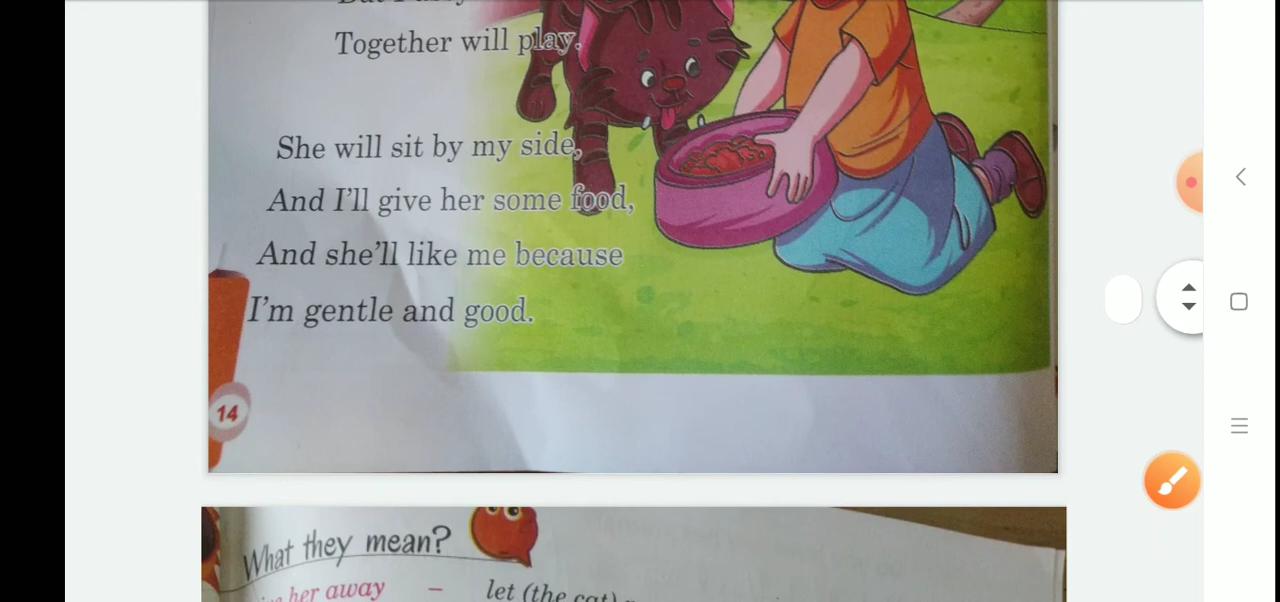 Together will play.
She will sit by my side,
And I'll give her some food,
And she'll like me because
I'm gentle and good.
14
What they mean?
her away – let (the cat)